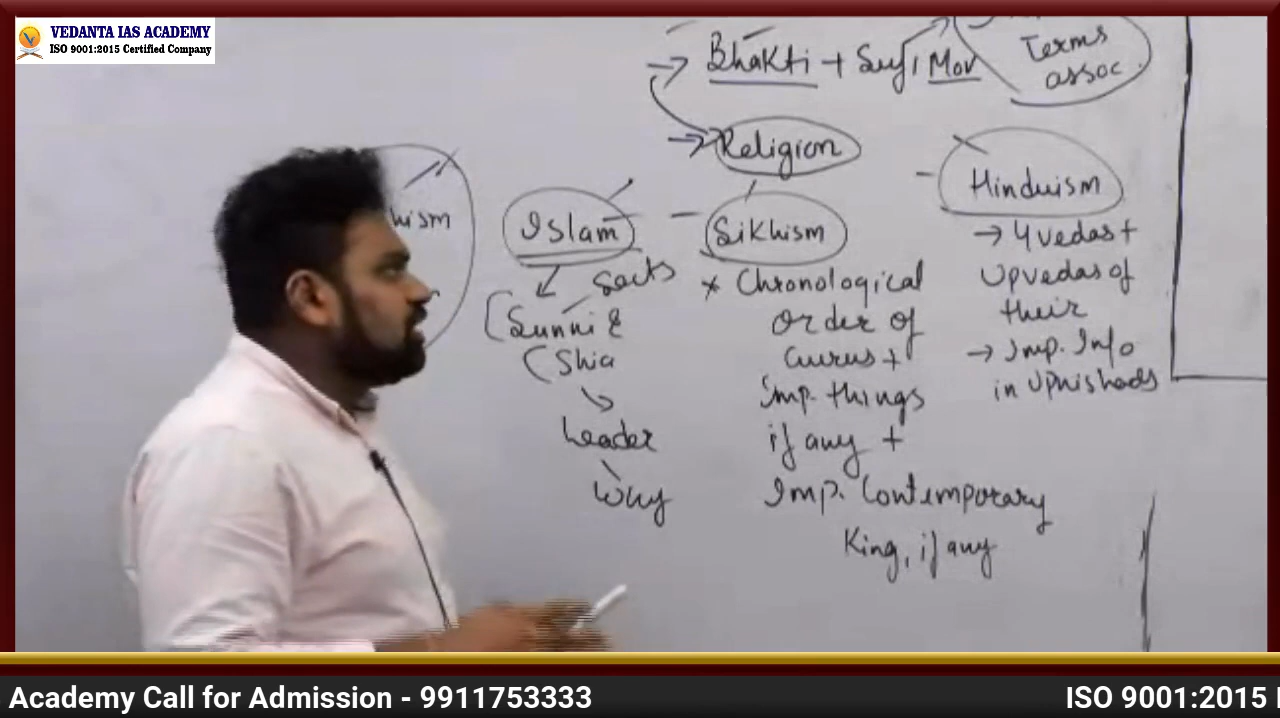 VEDANTA IAS ACADEMY
ISO 9001:2015 Certified Company
→ Bhakti + Sufi Mov
Terms
assoc.
→ Religion
hism
Islam
sects
Sunni &
Shia
Leader
Why
Sikhism
* Chronological
order of
Gurus +
imp. things
if any +
Imp. Contemporary
King, if any
Hinduism
→ 4 vedas +
Upvedas of
their
→ Imp. Info
in Upnishads
Academy Call for Admission - 9911753333
ISO 9001:2015